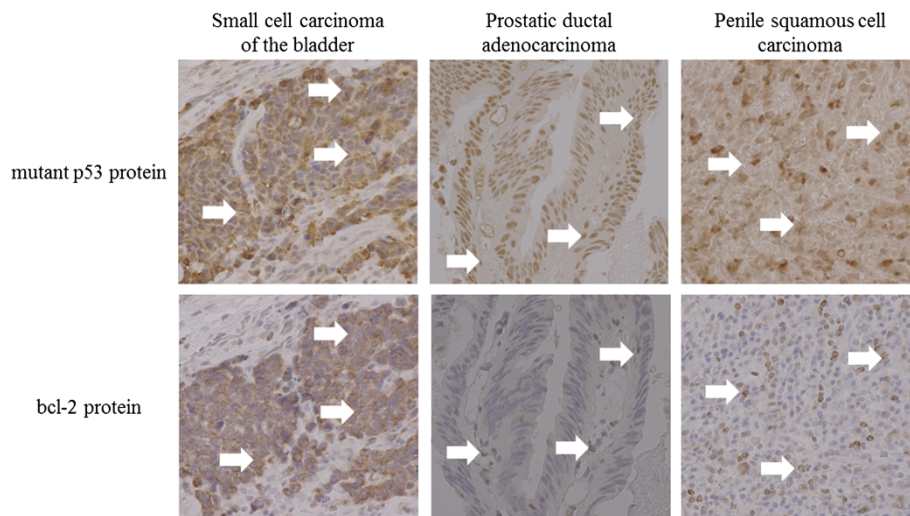 Small cell carcinoma
of the bladder
Prostatic ductal
adenocarcinoma
Penile squamous cell
carcinoma
mutant p53 protein
bcl-2 protein